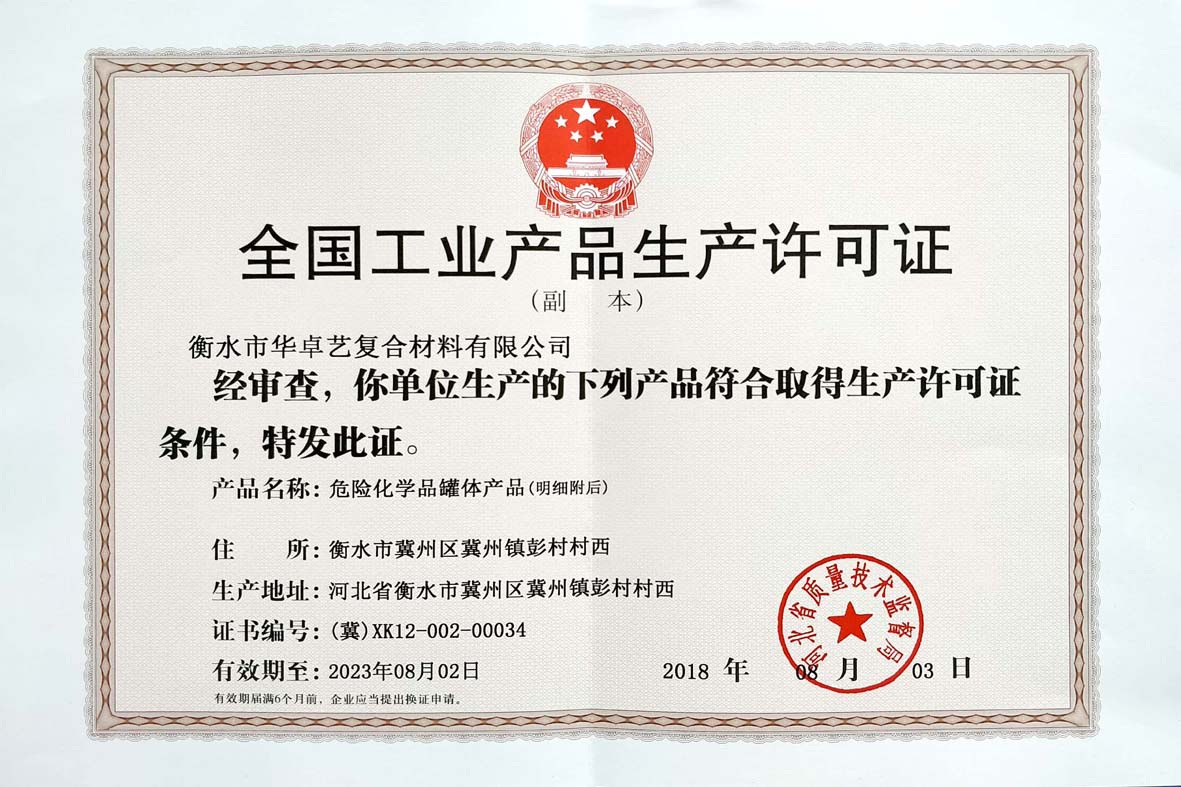 全国工业产品生产许可证
(副 本)
衡水市华卓艺复合材料有限公司
经审查，你单位生产的下列产品符合取得生产许可证
条件，特发此证。
产品名称：危险化学品罐体产品(明细附后)
住 所：衡水市冀州区冀州镇彭村村西
生产地址：河北省衡水市冀州区冀州镇彭村村西
证书编号：(冀)XK12-002-00034
有效期至：2023年08月02日
有效期届满6个月前，企业应当提出换证申请。
河北省质量技术监督局
2018 年 08 月 03 日